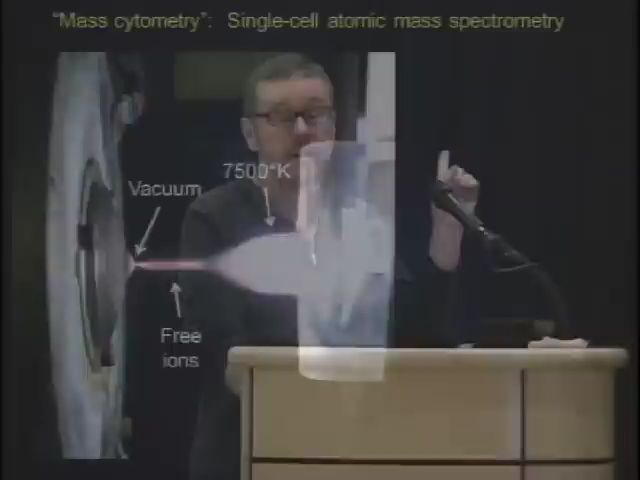 "Mass cytometry":  Single-cell atomic mass spectrometry
7500°K
Vacuum
Free
ions